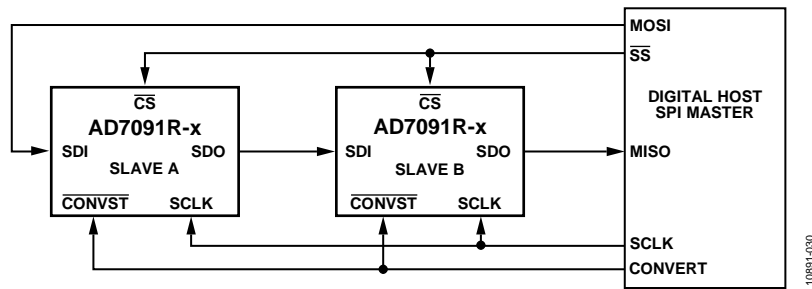 MOSI
SS
DIGITAL HOST
SPI MASTER
CS
CS
AD7091R-x
AD7091R-x
SDI
SDO
SDI
SDO
MISO
SLAVE A
SLAVE B
CONVST
SCLK
CONVST
SCLK
SCLK
CONVERT
10891-030